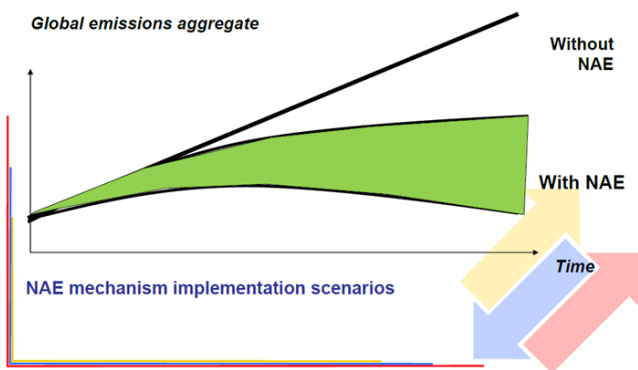 Global emissions aggregate
Without
NAE
With NAE
Time
NAE mechanism implementation scenarios